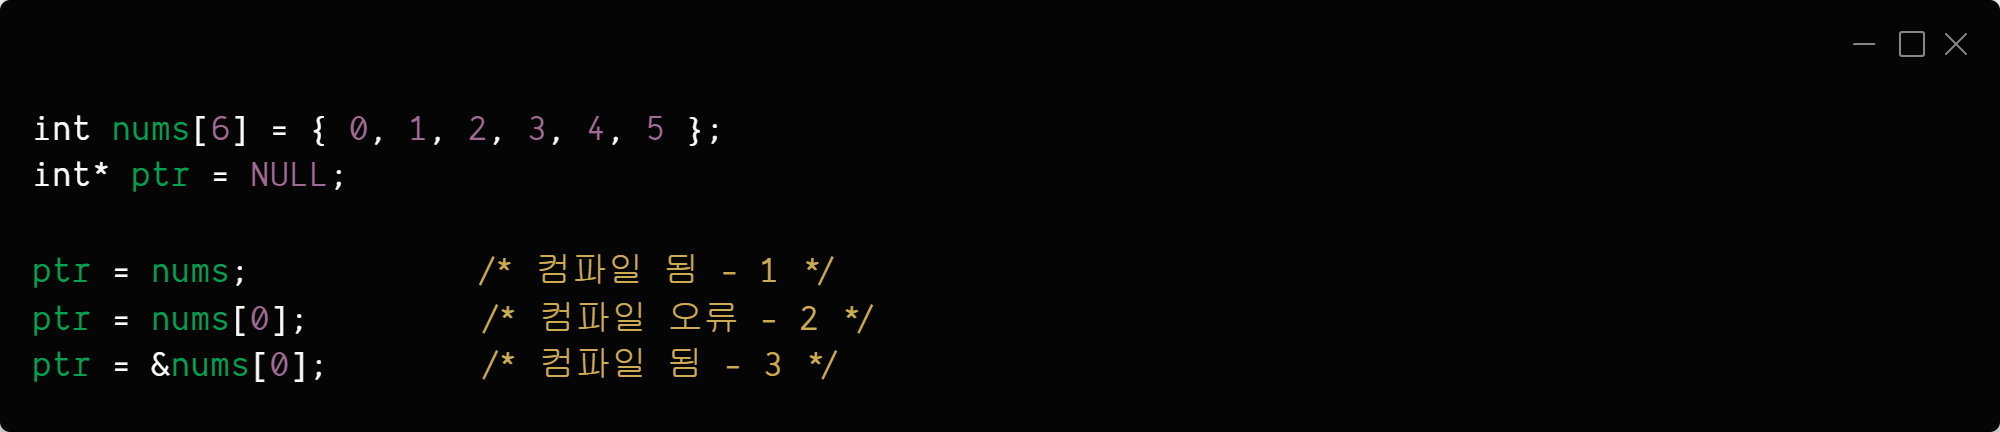 int nums[6] = { 0, 1, 2, 3, 4, 5 };
int* ptr = NULL;
ptr = nums; /* 컴파일 됨 - 1 */
ptr = nums[0]; /* 컴파일 오류 - 2 */
ptr = &nums[0]; /* 컴파일 됨 - 3 */